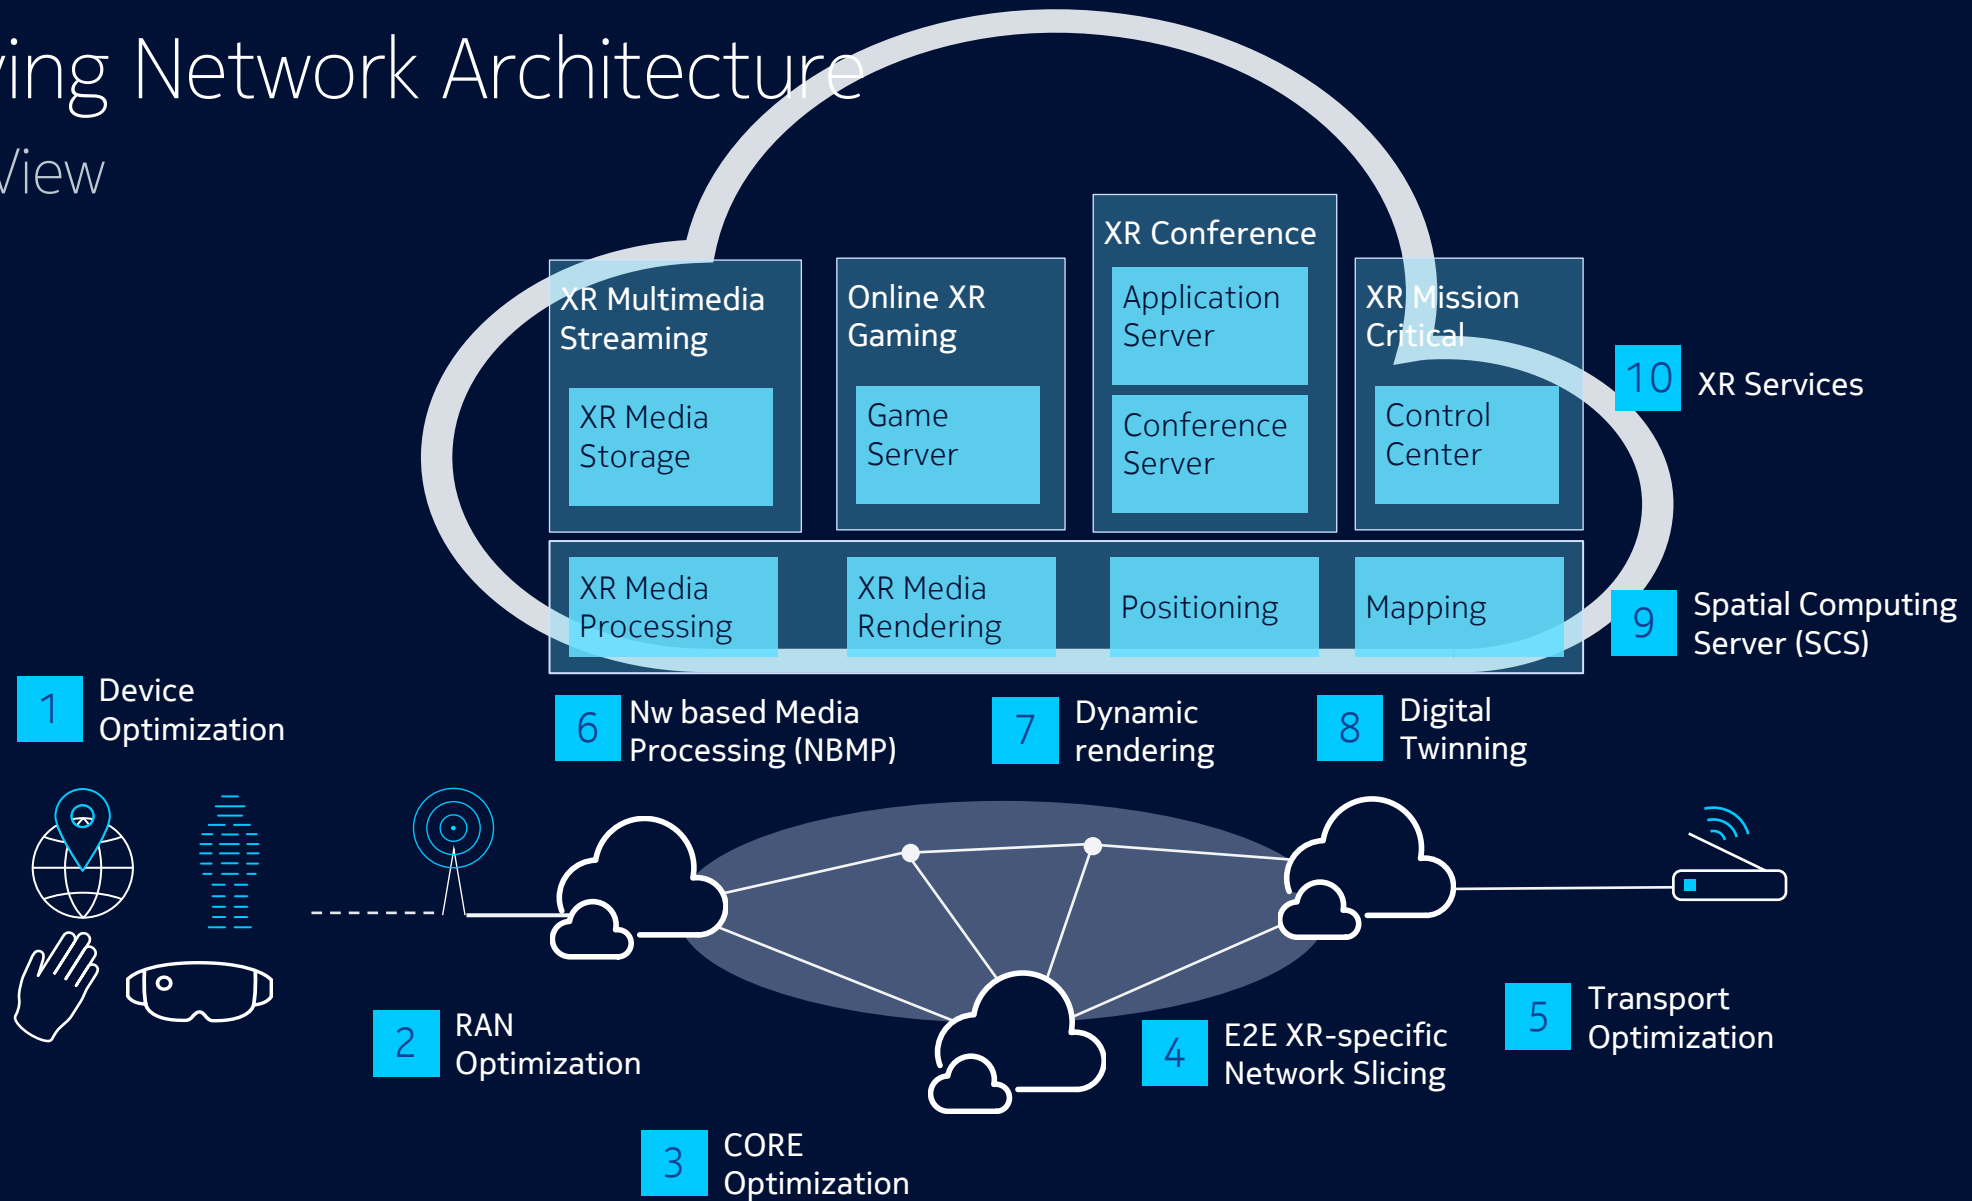 ing Network Architecture
View
XR Multimedia
Streaming
XR Media
Storage
Online XR
Gaming
Game
Server
XR Conference
Application
Server
Conference
Server
XR Mission
Critical
Control
Center
10
XR Services
XR Media
Processing
XR Media
Rendering
Positioning
Mapping
9
Spatial Computing
Server (SCS)
1
Device
Optimization
6
Nw based Media
Processing (NBMP)
7
Dynamic
rendering
8
Digital
Twinning
2
RAN
Optimization
3
CORE
Optimization
4
E2E XR-specific
Network Slicing
5
Transport
Optimization